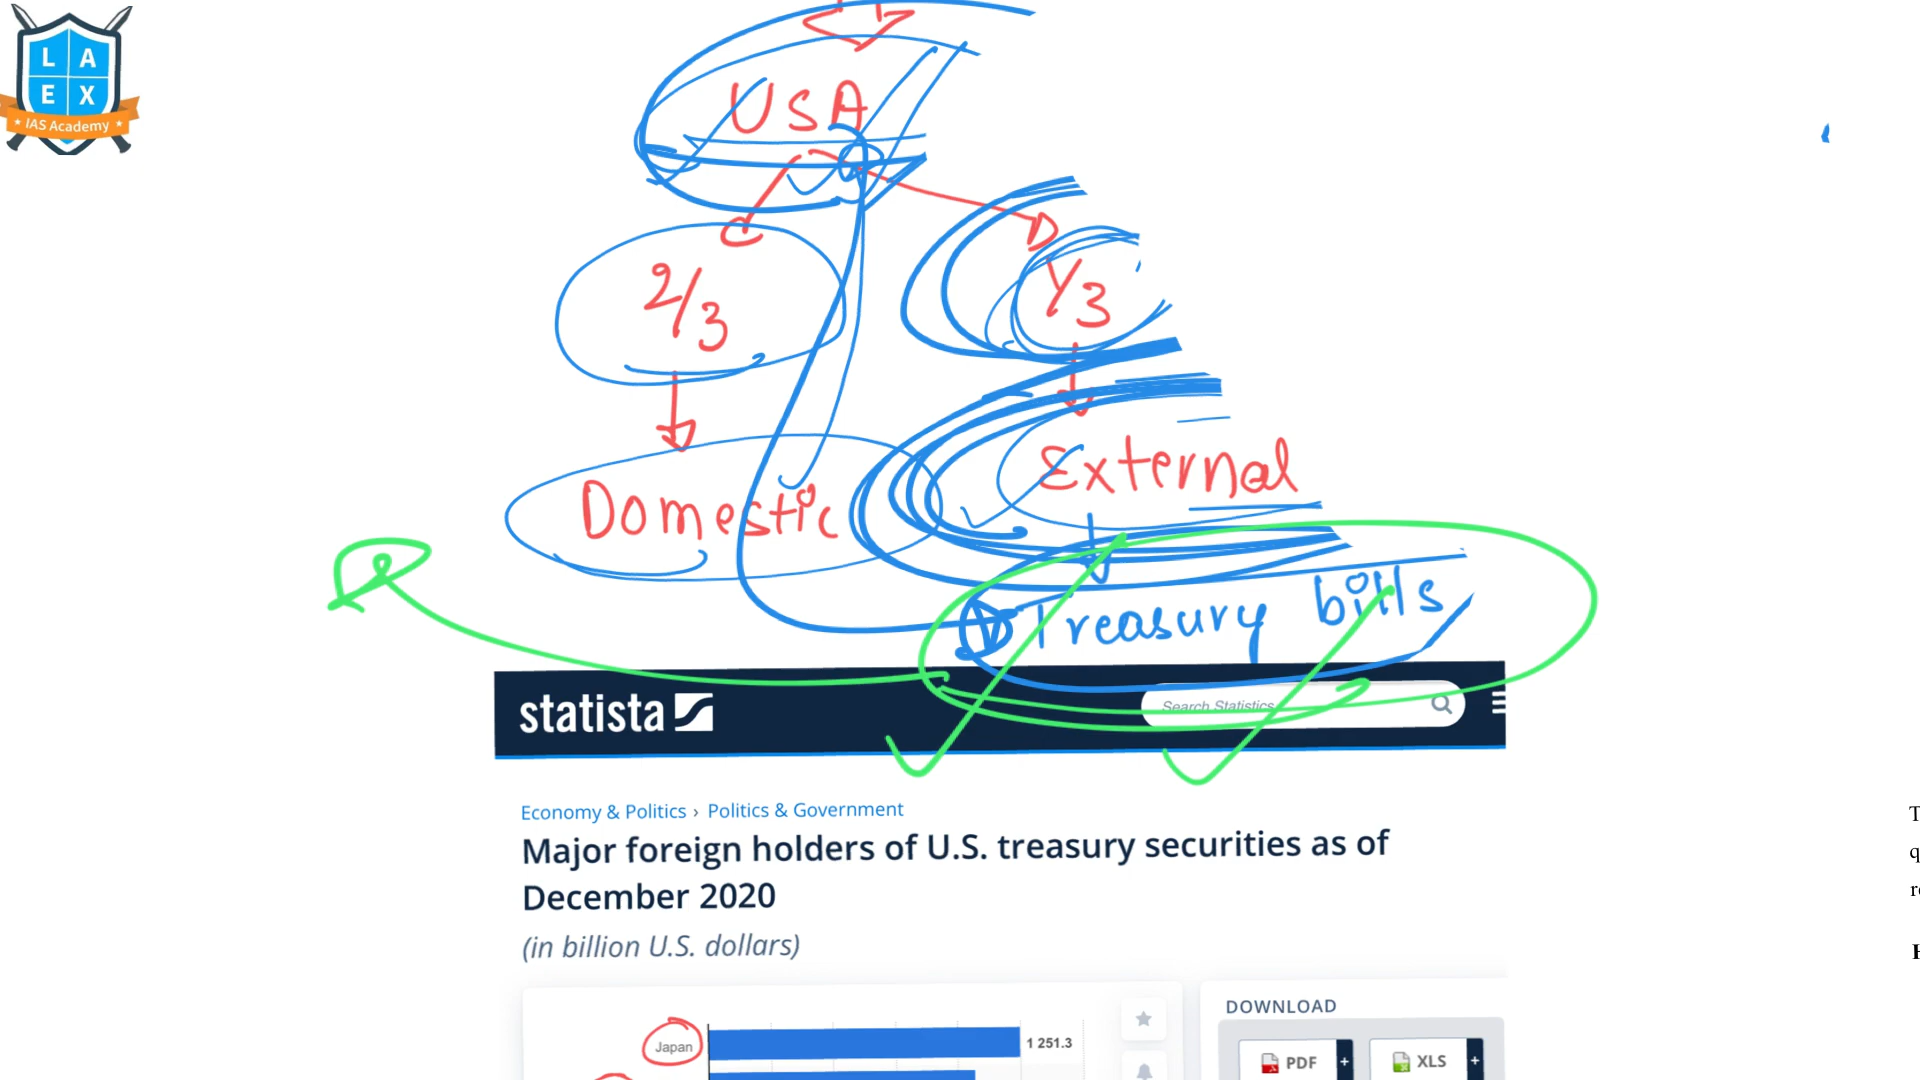 L A
E X
IAS Academy
USA
2/3
1/3
Domestic
External
Treasury bills
statista
Search Statistics
Economy & Politics › Politics & Government
Major foreign holders of U.S. treasury securities as of
December 2020
(in billion U.S. dollars)
Japan
1 251.3
DOWNLOAD
PDF +
XLS +